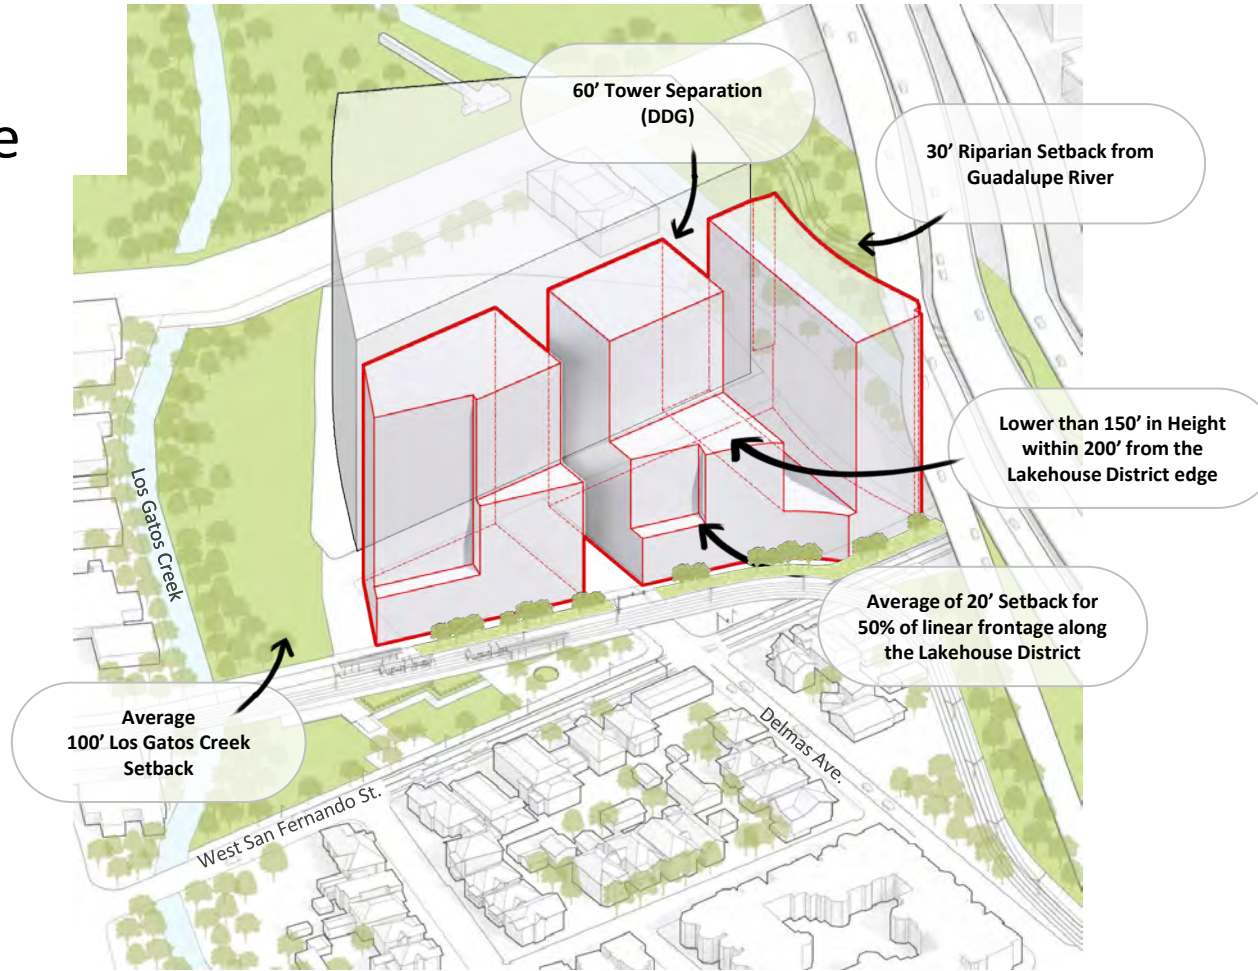 e
60’ Tower Separation
(DDG)
30’ Riparian Setback from
Guadalupe River
Lower than 150’ in Height
within 200’ from the
Lakehouse District edge
Average of 20’ Setback for
50% of linear frontage along
the Lakehouse District
Average
100’ Los Gatos Creek
Setback
Los Gatos Creek
West San Fernando St.
Delmas Ave.